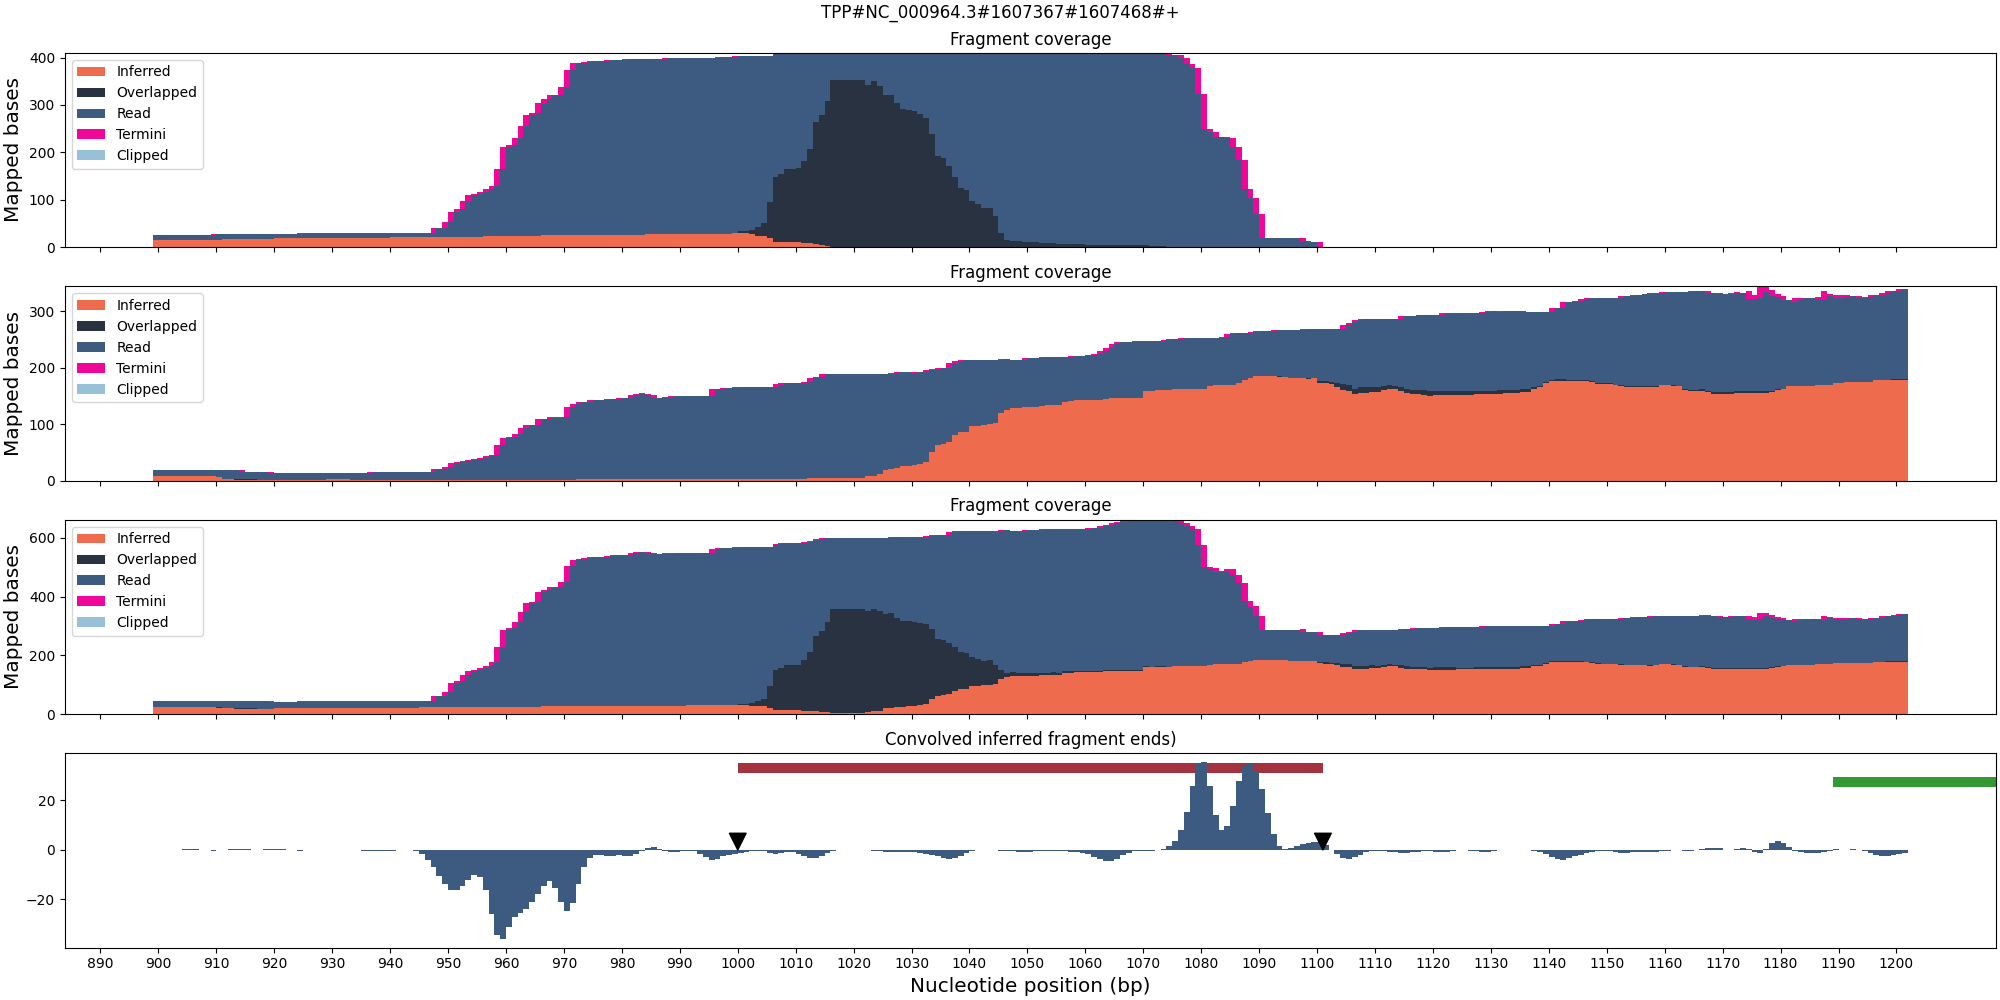 TPP#NC_000964.3#1607367#1607468#+
Fragment coverage
Mapped bases
400
300
200
100
0
Inferred
Overlapped
Read
Termini
Clipped
Fragment coverage
Mapped bases
300
200
100
0
Inferred
Overlapped
Read
Termini
Clipped
Fragment coverage
Mapped bases
600
400
200
0
Inferred
Overlapped
Read
Termini
Clipped
Convolved inferred fragment ends)
20
0
−20
890 900 910 920 930 940 950 960 970 980 990 1000 1010 1020 1030 1040 1050 1060 1070 1080 1090 1100 1110 1120 1130 1140 1150 1160 1170 1180 1190 1200
Nucleotide position (bp)